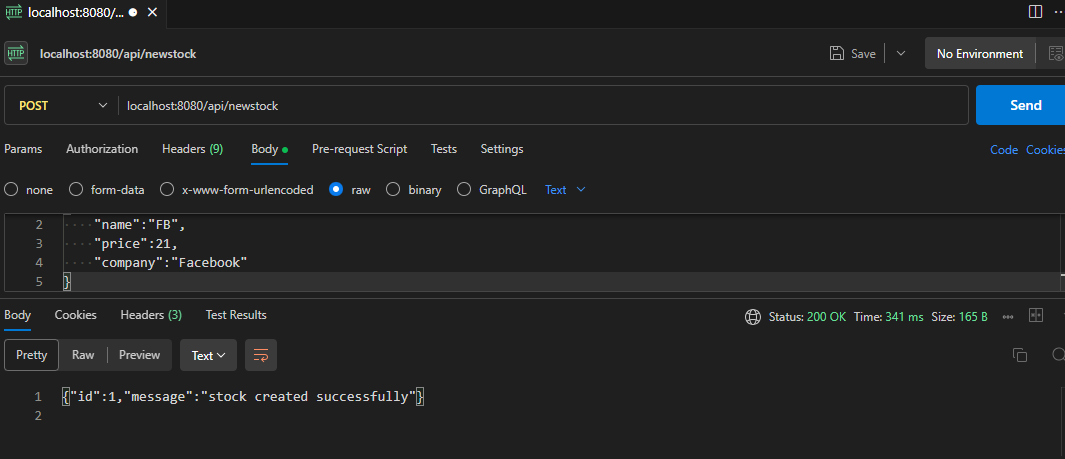 HTTP localhost:8080/...
HTTP localhost:8080/api/newstock Save No Environment
POST localhost:8080/api/newstock Send
Params Authorization Headers (9) Body Pre-request Script Tests Settings Code Cookies
none form-data x-www-form-urlencoded raw binary GraphQL Text
2 "name":"FB",
3 "price":21,
4 "company":"Facebook"
5 }
Body Cookies Headers (3) Test Results Status: 200 OK Time: 341 ms Size: 165 B
Pretty Raw Preview Text
1 {"id":1,"message":"stock created successfully"}
2